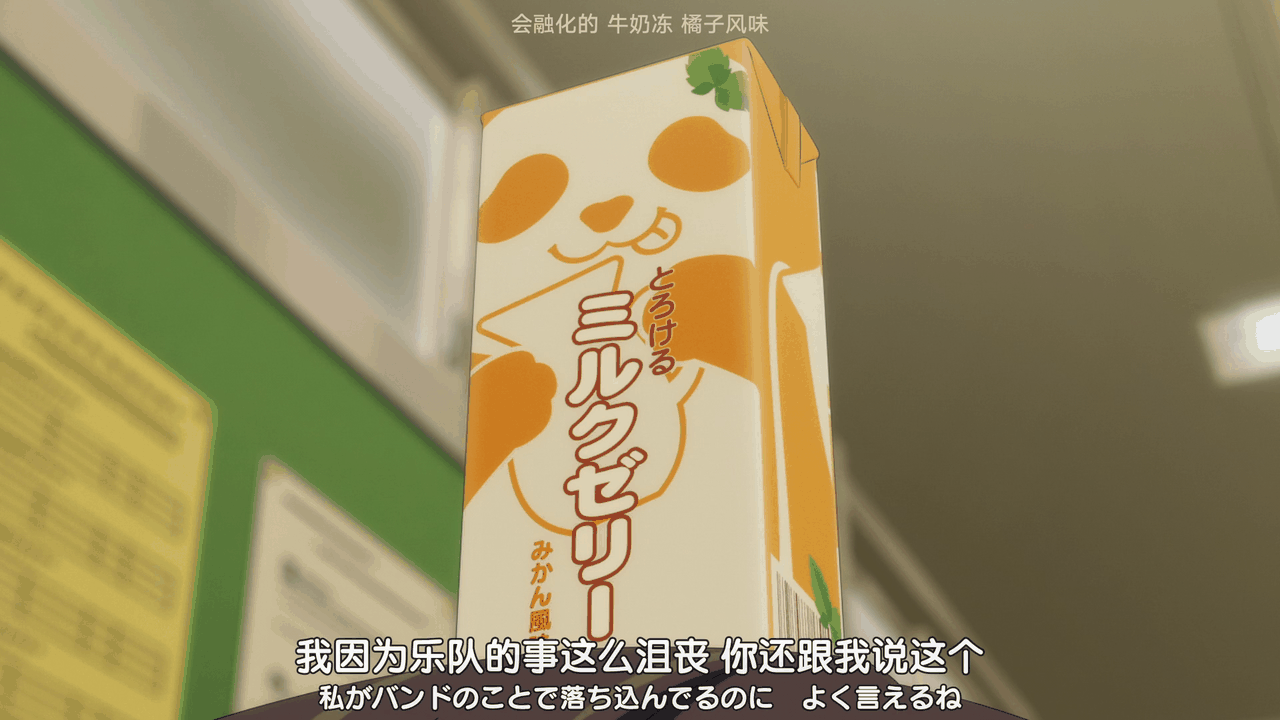 会融化的 牛奶冻 橘子风味
とろける
ミルクゼリー
みかん風
我因为乐队的事这么沮丧 你还跟我说这个
私がバンドのことで落ち込んでるのに よく言えるね